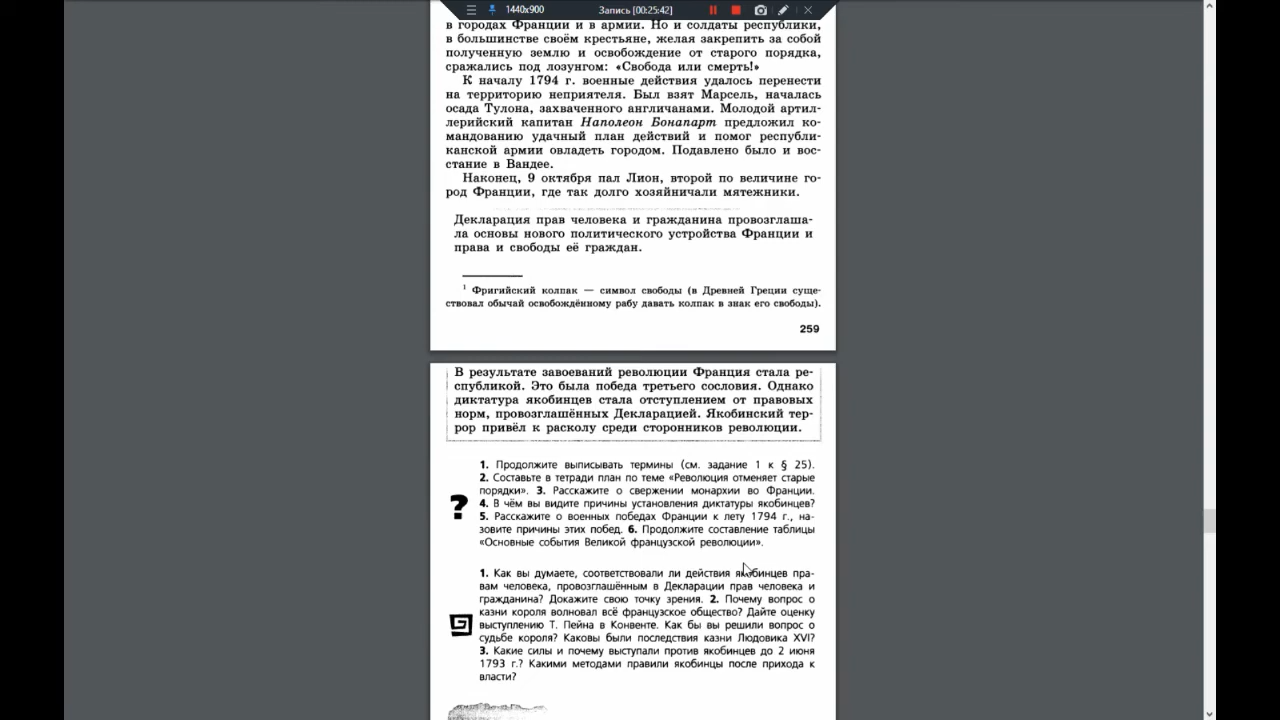 1440x900
Запись [00:25:42]
в городах Франции и в армии. Но и солдаты республики,
в большинстве своём крестьяне, желая закрепить за собой
полученную землю и освобождение от старого порядка,
сражались под лозунгом: «Свобода или смерть!»
К началу 1794 г. военные действия удалось перенести
на территорию неприятеля. Был взят Марсель, началась
осада Тулона, захваченного англичанами. Молодой артил-
лерийский капитан Наполеон Бонапарт предложил ко-
мандованию удачный план действий и помог республи-
канской армии овладеть городом. Подавлено было и вос-
стание в Вандее.
Наконец, 9 октября пал Лион, второй по величине го-
род Франции, где так долго хозяйничали мятежники.
Декларация прав человека и гражданина провозглаша-
ла основы нового политического устройства Франции и
права и свободы её граждан.
1 Фригийский колпак — символ свободы (в Древней Греции суще-
ствовал обычай освобождённому рабу давать колпак в знак его свободы).
259
В результате завоеваний революции Франция стала ре-
спубликой. Это была победа третьего сословия. Однако
диктатура якобинцев стала отступлением от правовых
норм, провозглашённых Декларацией. Якобинский тер-
рор привёл к расколу среди сторонников революции.
1. Продолжите выписывать термины (см. задание 1 к § 25).
2. Составьте в тетради план по теме «Революция отменяет старые
порядки». 3. Расскажите о свержении монархии во Франции.
?
4. В чём вы видите причины установления диктатуры якобинцев?
5. Расскажите о военных победах Франции к лету 1794 г., на-
зовите причины этих побед. 6. Продолжите составление таблицы
«Основные события Великой французской революции».
1. Как вы думаете, соответствовали ли действия якобинцев пра-
вам человека, провозглашённым в Декларации прав человека и
гражданина? Докажите свою точку зрения. 2. Почему вопрос о
казни короля волновал всё французское общество? Дайте оценку
выступлению Т. Пейна в Конвенте. Как бы вы решили вопрос о
судьбе короля? Каковы были последствия казни Людовика XVI?
3. Какие силы и почему выступали против якобинцев до 2 июня
1793 г.? Какими методами правили якобинцы после прихода к
власти?